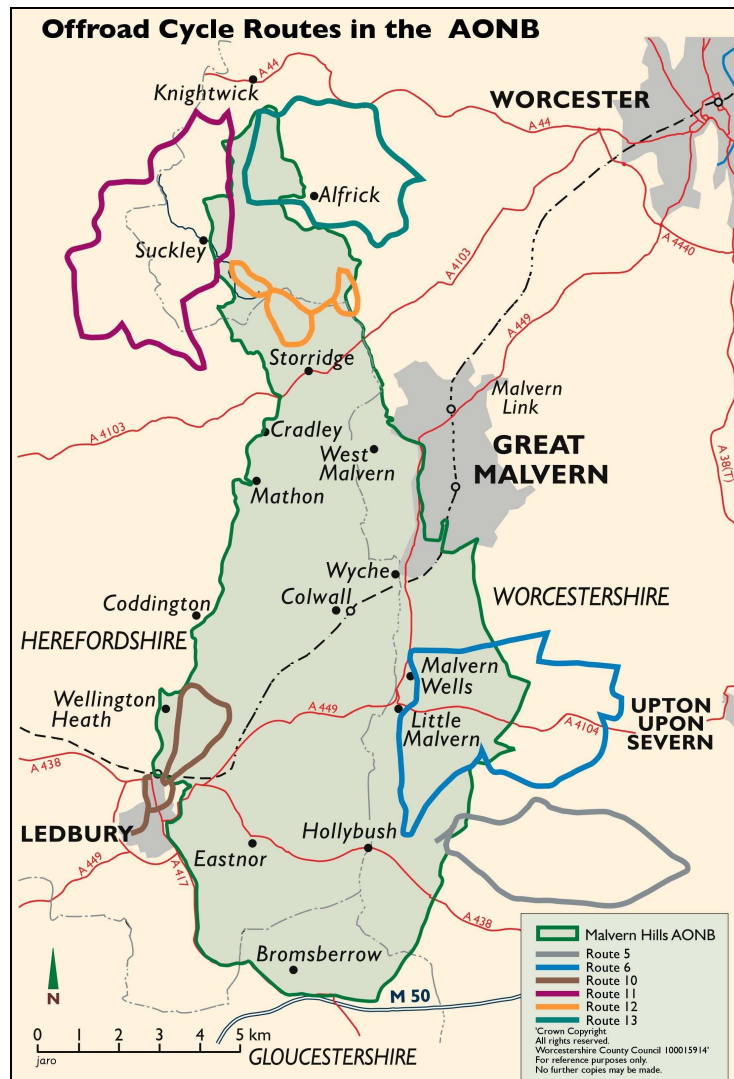 Offroad Cycle Routes in the AONB
Knightwick
A 44
WORCESTER
A 44
Alfrick
Suckley
A 4103
A 4440
A 449
Storridge
Malvern
Link
A 4103
Cradley
West
Malvern
GREAT
MALVERN
A 38(T)
Mathon
Wyche
Colwall
Coddington
WORCESTERSHIRE
HEREFORDSHIRE
Malvern
Wells
Wellington
Heath
A 449
Little
Malvern
A 4104
UPTON
UPON
SEVERN
A 438
LEDBURY
Hollybush
Eastnor
A 449
A 417
A 438
Bromsberrow
M 50
N
0 1 2 3 4 5 km
jaro
GLOUCESTERSHIRE
Malvern Hills AONB
Route 5
Route 6
Route 10
Route 11
Route 12
Route 13
'Crown Copyright
All rights reserved.
Worcestershire County Council 100015914'
For reference purposes only.
No further copies may be made.